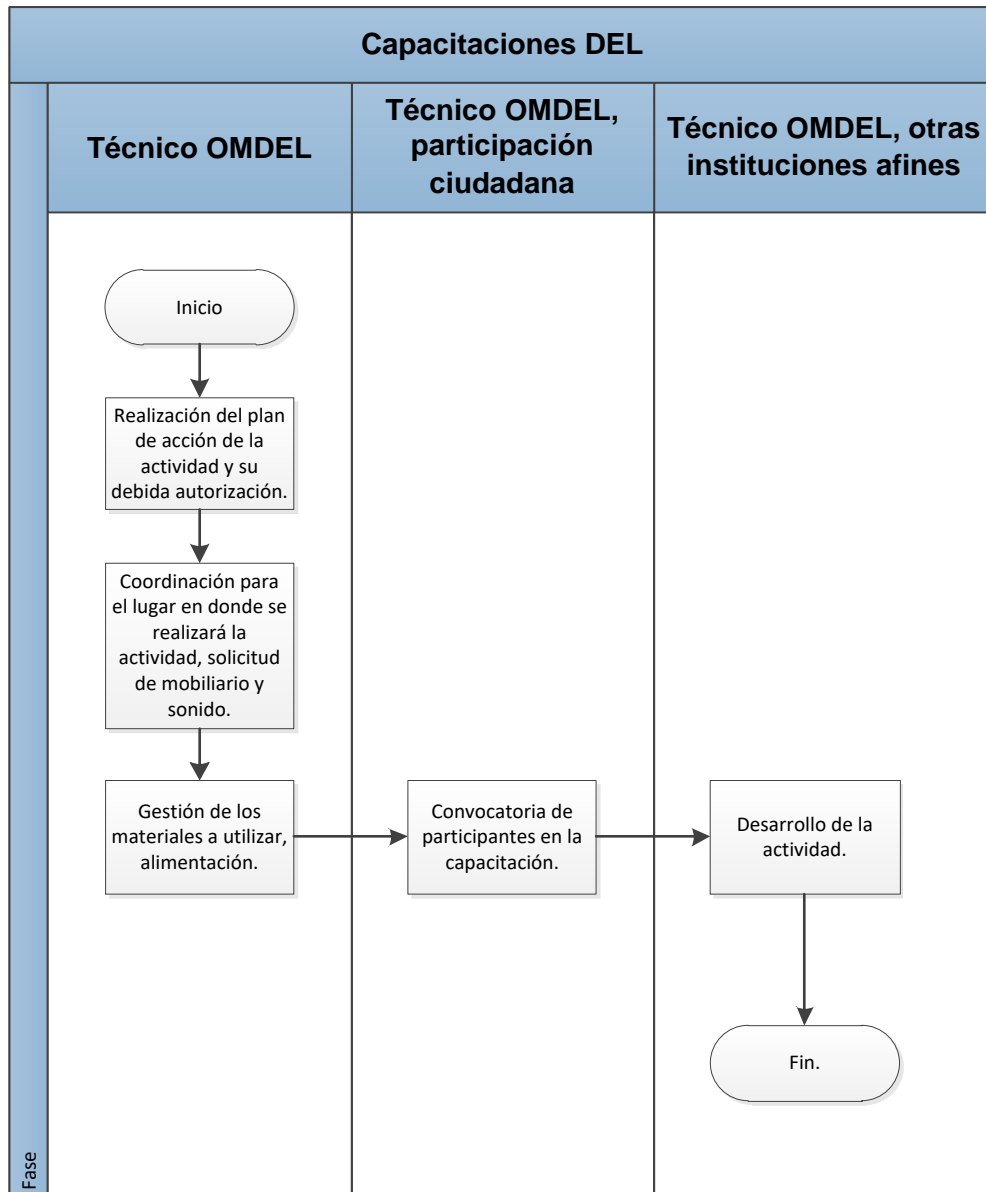 Capacitaciones DEL
Técnico OMDEL
Técnico OMDEL,
participación
ciudadana
Técnico OMDEL, otras
instituciones afines
Inicio
Realización del plan
de acción de la
actividad y su
debida autorización.
Coordinación para
el lugar en donde se
realizará la
actividad, solicitud
de mobiliario y
sonido.
Gestión de los
materiales a utilizar,
alimentación.
Convocatoria de
participantes en la
capacitación.
Desarrollo de la
actividad.
Fin.
Fase